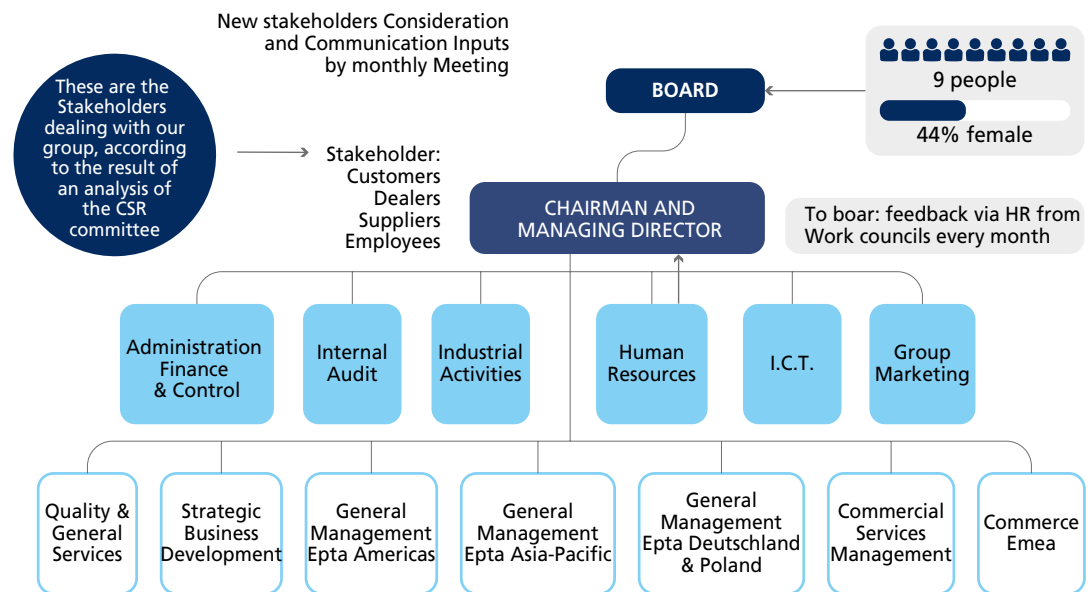 New stakeholders Consideration
and Communication Inputs
by monthly Meeting
These are the
Stakeholders
dealing with our
group, according
to the result of
an analysis of
the CSR
committee
Stakeholder:
Customers
Dealers
Suppliers
Employees
BOARD
9 people
44% female
CHAIRMAN AND
MANAGING DIRECTOR
To boar: feedback via HR from
Work councils every month
Administration
Finance
& Control
Internal
Audit
Industrial
Activities
Human
Resources
I.C.T.
Group
Marketing
Quality &
General
Services
Strategic
Business
Development
General
Management
Epta Americas
General
Management
Epta Asia-Pacific
General
Management
Epta Deutschland
& Poland
Commercial
Services
Management
Commerce
Emea